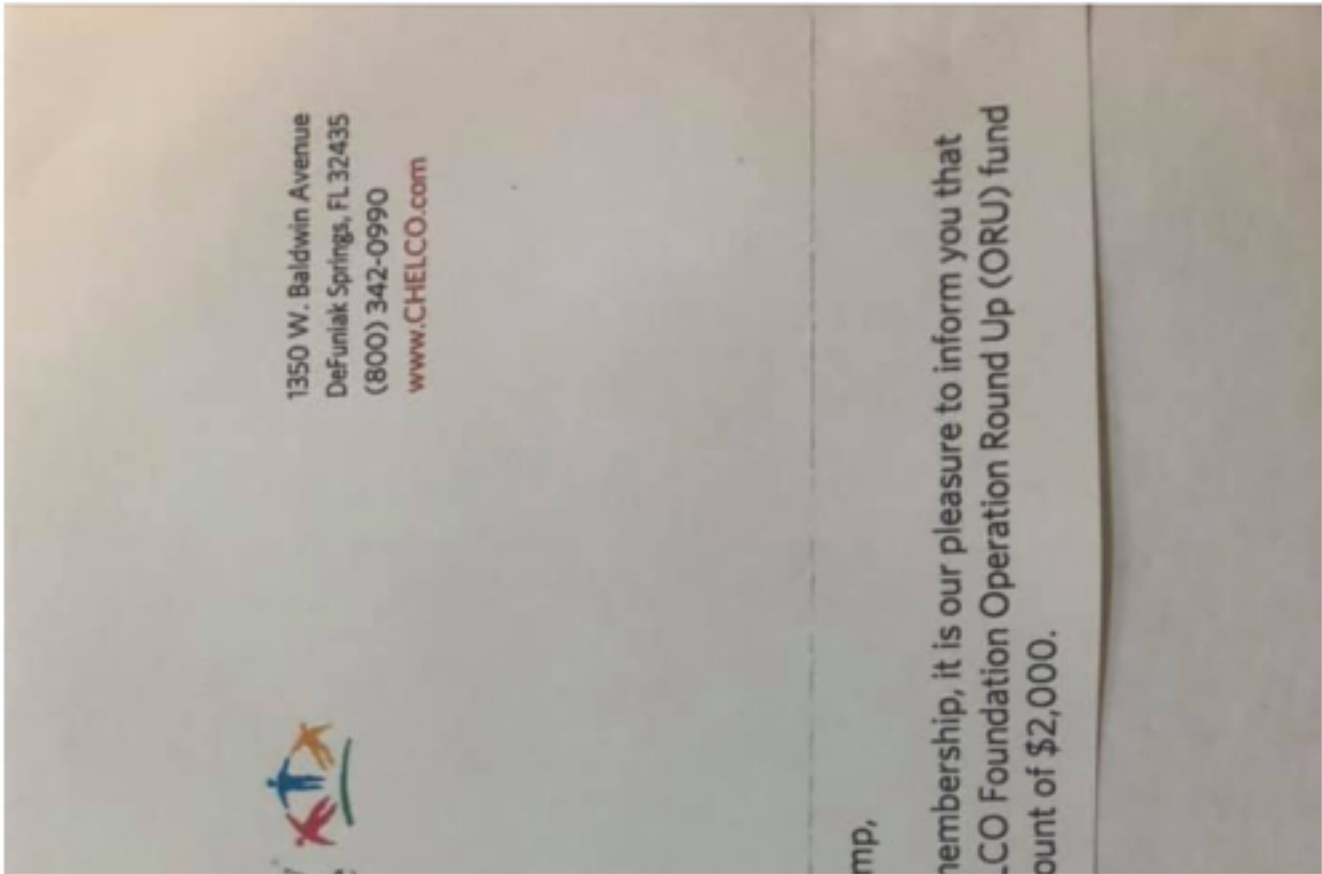 1350 W. Baldwin Avenue
DeFuniak Springs, FL 32435
(800) 342-0990
www.CHELCO.com
mp,
nembership, it is our pleasure to inform you that
LCO Foundation Operation Round Up (ORU) fund
ount of $2,000.